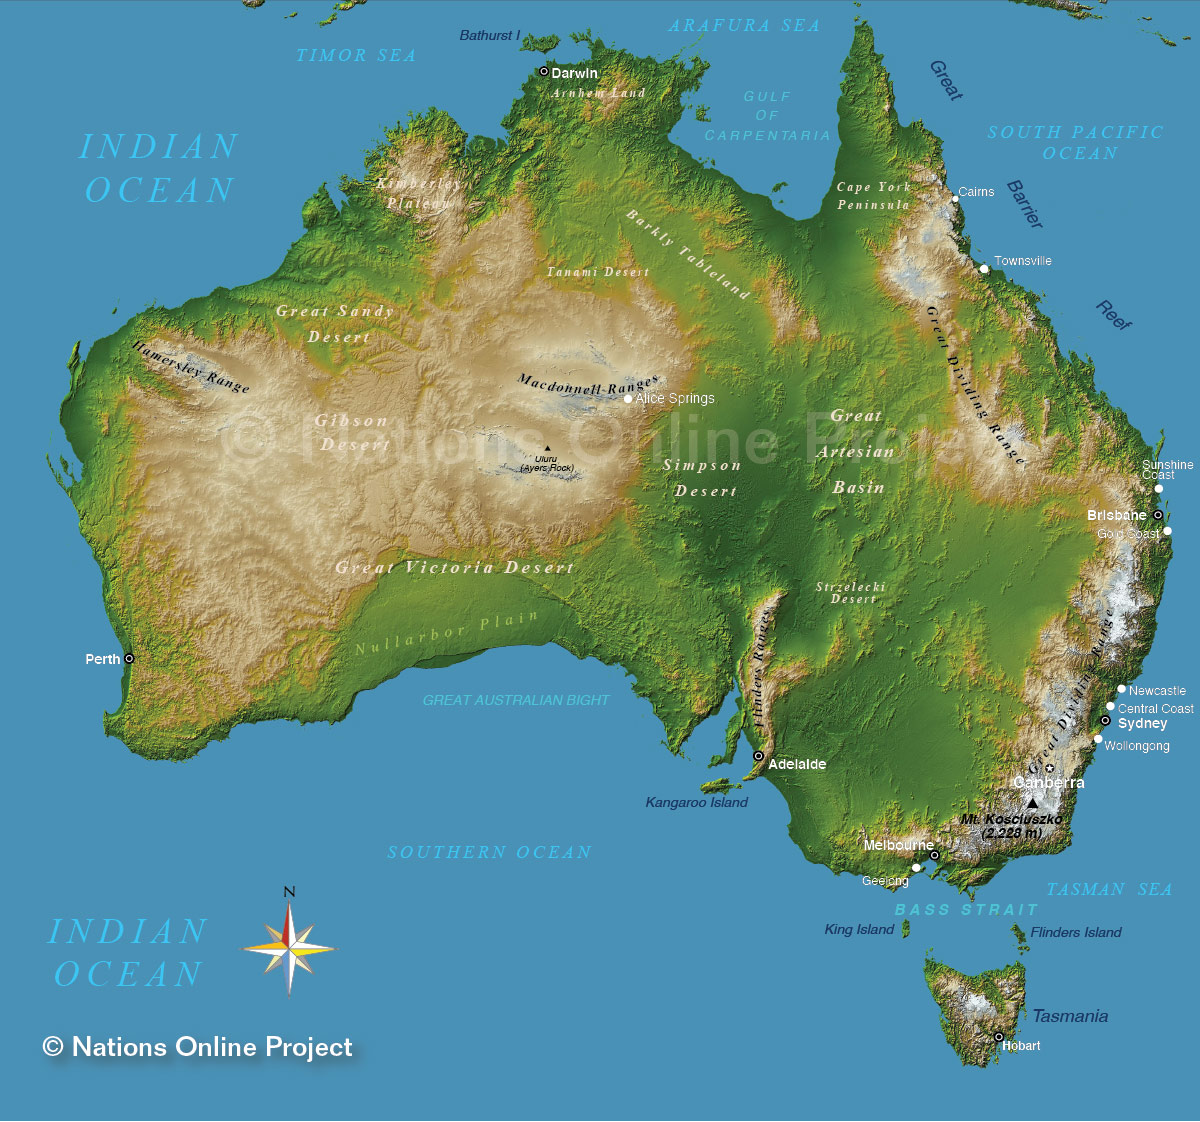 Bathurst I
ARAFURA SEA
TIMOR SEA
Darwin
Arnhem Land
Great
GULF
OF
CARPENTARIA
INDIAN
OCEAN
SOUTH PACIFIC
OCEAN
Kimberley
Plateau
Cape York
Peninsula
Cairns
Barrier
Barkly Tableland
Townsville
Tanami Desert
Great Sandy
Desert
Reef
Great Dividing Range
Hamersley Range
Macdonnell Ranges
Alice Springs
Gibson
Desert
© Nations Online Projec
Great
Artesian
Basin
Uluru
(Ayers Rock)
Simpson
Desert
Sunshine
Coast
Brisbane
Gold Coast
Great Victoria Desert
Strzelecki
Desert
Nullarbor Plain
Flinders Ranges
Great Dividing Range
Perth
GREAT AUSTRALIAN BIGHT
Newcastle
Central Coast
Sydney
Wollongong
Adelaide
Canberra
Kangaroo Island
Mt. Kosciuszko
(2,228 m)
Melbourne
Geelong
SOUTHERN OCEAN
TASMAN SEA
BASS STRAIT
N
King Island
Flinders Island
INDIAN
OCEAN
Tasmania
Hobart
© Nations Online Project